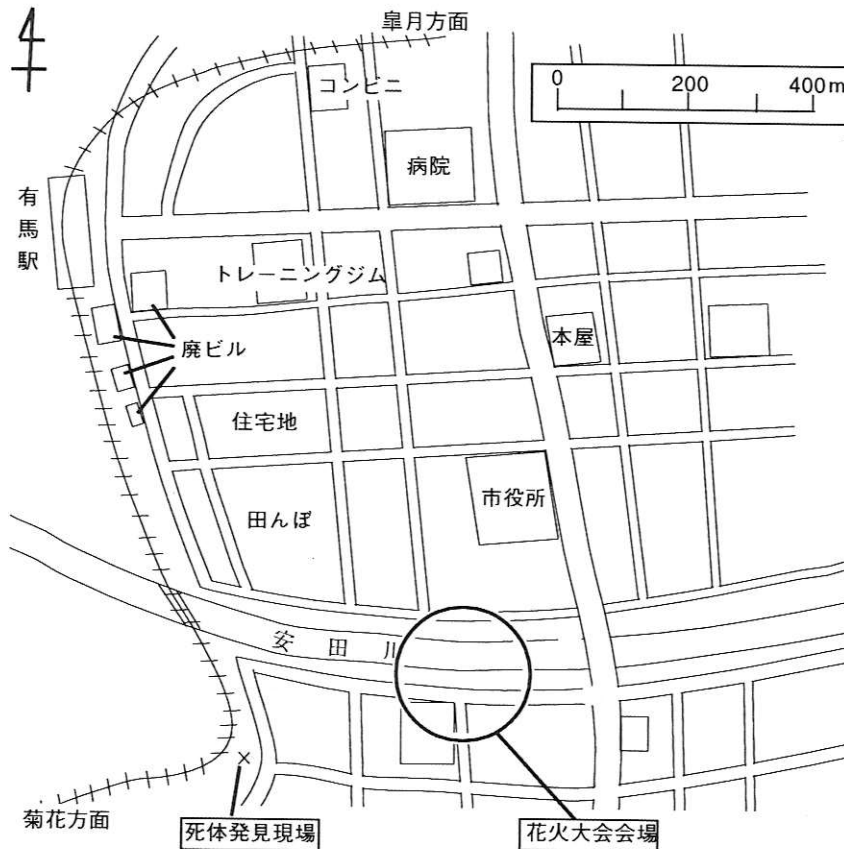 皐月方面
コンビニ
0 200 400m
病院
有馬駅
トレーニングジム
本屋
廃ビル
住宅地
市役所
田んぼ
安田川
菊花方面
死体発見現場
花火大会会場